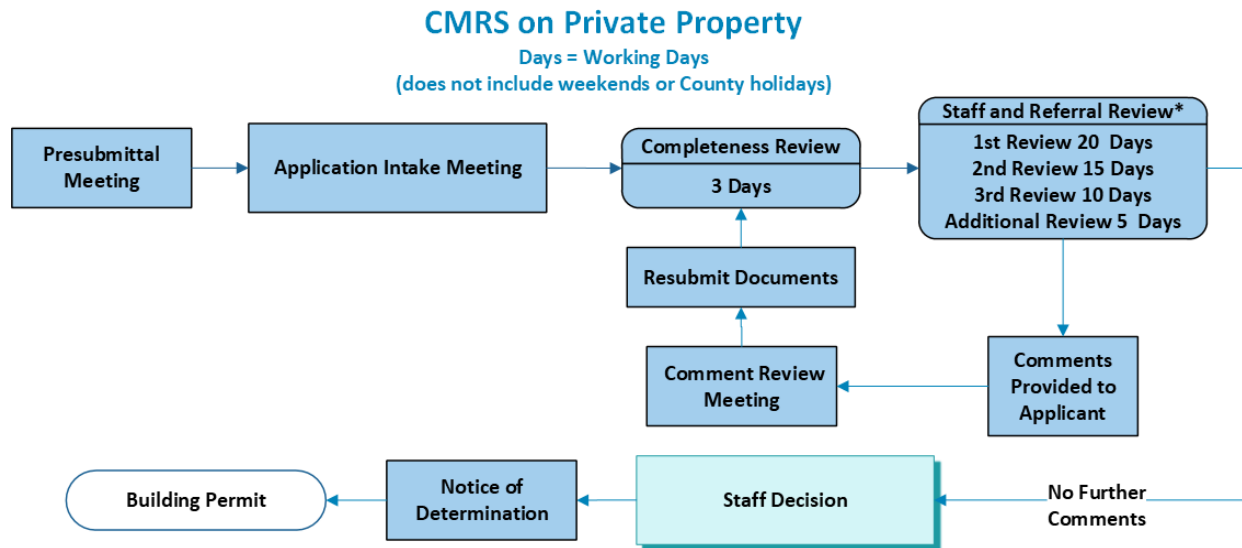 CMRS on Private Property
Days = Working Days
(does not include weekends or County holidays)
Presubmittal
Meeting
Application Intake Meeting
Completeness Review
3 Days
Staff and Referral Review*
1st Review 20 Days
2nd Review 15 Days
3rd Review 10 Days
Additional Review 5 Days
Resubmit Documents
Comment Review
Meeting
Comments
Provided to
Applicant
Building Permit
Notice of
Determination
Staff Decision
No Further
Comments